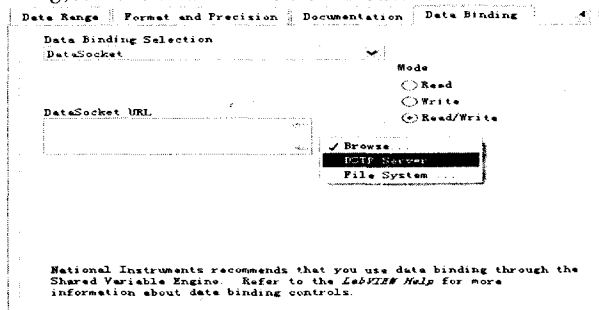 Data Range Format and Precision Documentation Data Binding
Data Binding Selection
DataSocket
Mode
Read
Write
Read/Write
DataSocket URL
Browse ...
DSTP Server ...
File System ...
National Instruments recommends that you use data binding through the
Shared Variable Engine. Refer to the LabVIEW Help for more
information about data binding controls.